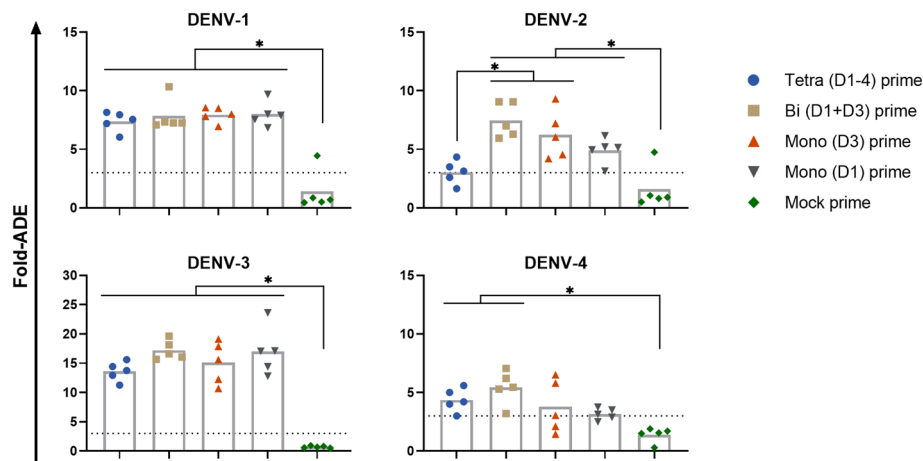 DENV-1
15
10
5
0
*
DENV-2
15
10
5
0
*
*
Tetra (D1-4) prime
Bi (D1+D3) prime
Mono (D3) prime
Mono (D1) prime
Mock prime
Fold-ADE
DENV-3
30
25
20
15
10
5
0
*
DENV-4
15
10
5
0
*